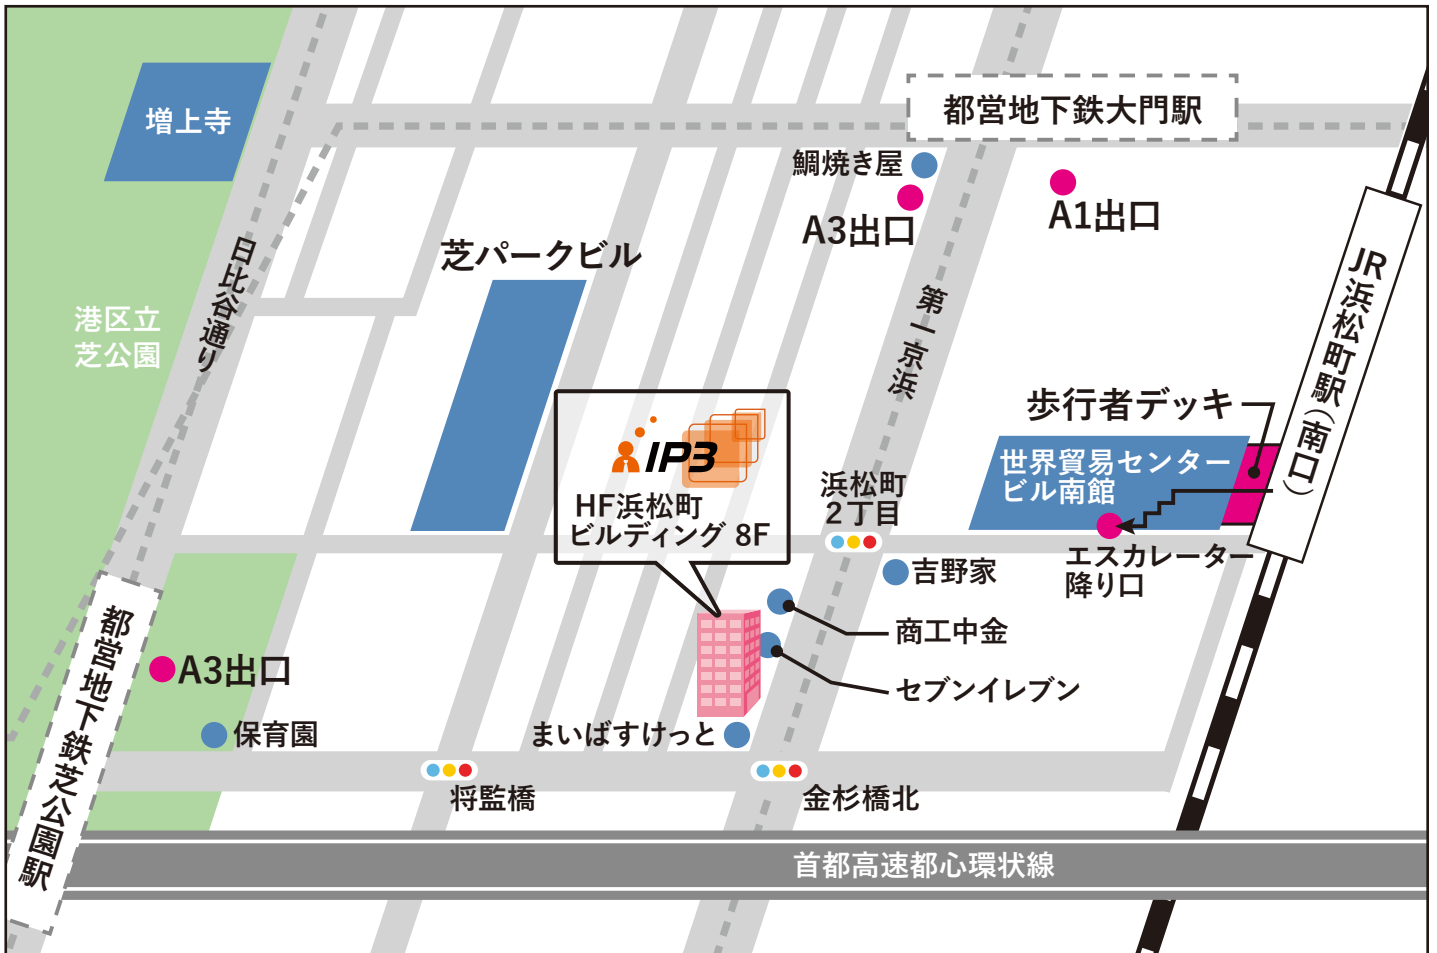 都営地下鉄大門駅
増上寺
鯛焼き屋
A3出口
A1出口
日比谷通り
芝パークビル
港区立
芝公園
第一京浜
JR浜松町駅(南口)
歩行者デッキ
世界貿易センター
ビル南館
IP3
HF浜松町
ビルディング 8F
浜松町
2丁目
エスカレーター
降り口
吉野家
商工中金
セブンイレブン
都営地下鉄芝公園駅
A3出口
保育園
まいばすけっと
将監橋
金杉橋北
首都高速都心環状線